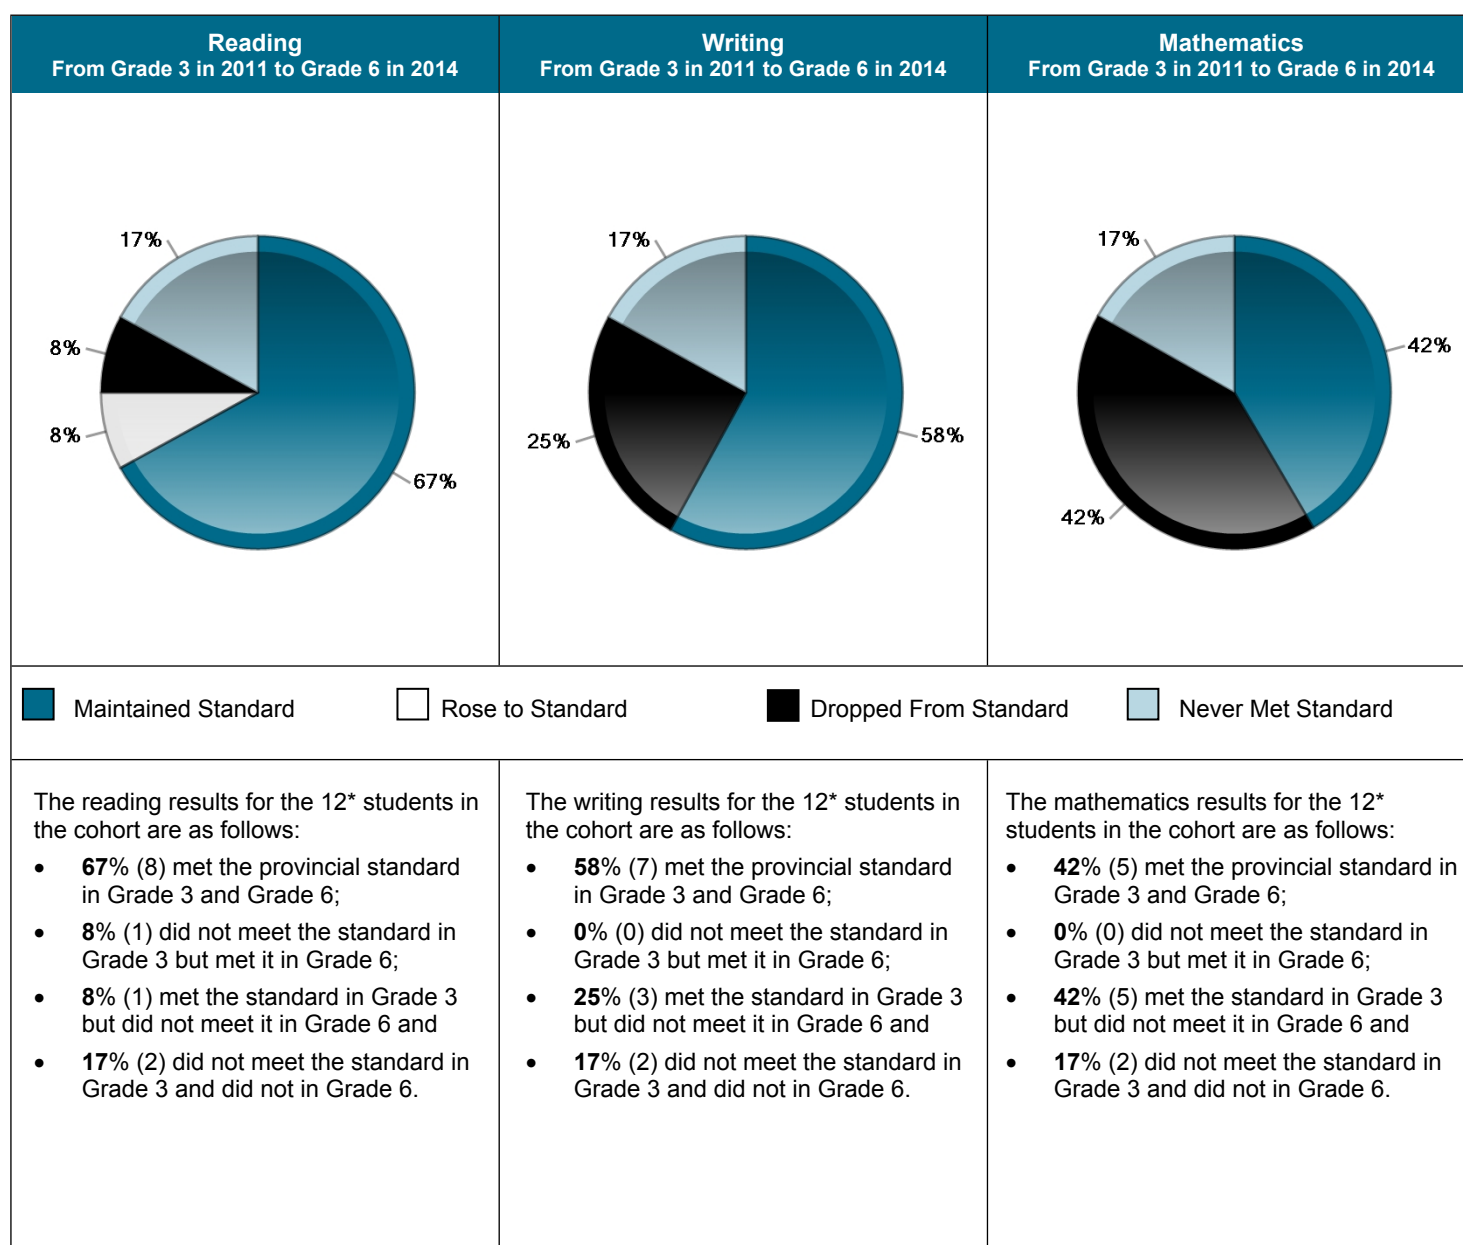 Reading
From Grade 3 in 2011 to Grade 6 in 2014
Writing
From Grade 3 in 2011 to Grade 6 in 2014
Mathematics
From Grade 3 in 2011 to Grade 6 in 2014
17%
8%
8%
67%
17%
25%
58%
17%
42%
42%
Maintained Standard
Rose to Standard
Dropped From Standard
Never Met Standard
The reading results for the 12* students in
the cohort are as follows:
• 67% (8) met the provincial standard
in Grade 3 and Grade 6;
• 8% (1) did not meet the standard in
Grade 3 but met it in Grade 6;
• 8% (1) met the standard in Grade 3
but did not meet it in Grade 6 and
• 17% (2) did not meet the standard in
Grade 3 and did not in Grade 6.
The writing results for the 12* students in
the cohort are as follows:
• 58% (7) met the provincial standard
in Grade 3 and Grade 6;
• 0% (0) did not meet the standard in
Grade 3 but met it in Grade 6;
• 25% (3) met the standard in Grade 3
but did not meet it in Grade 6 and
• 17% (2) did not meet the standard in
Grade 3 and did not in Grade 6.
The mathematics results for the 12*
students in the cohort are as follows:
• 42% (5) met the provincial standard in
Grade 3 and Grade 6;
• 0% (0) did not meet the standard in
Grade 3 but met it in Grade 6;
• 42% (5) met the standard in Grade 3
but did not meet it in Grade 6 and
• 17% (2) did not meet the standard in
Grade 3 and did not in Grade 6.